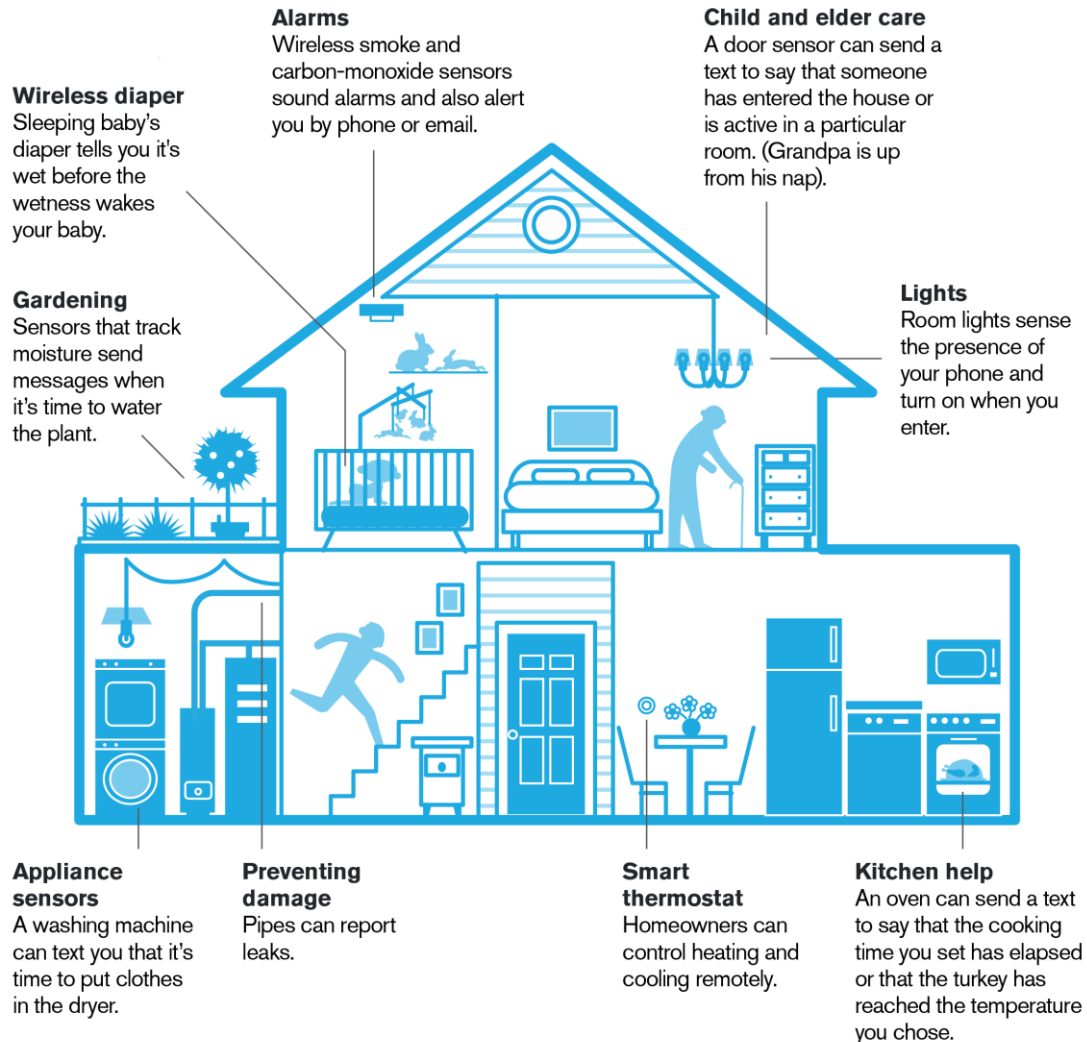 Alarms
Wireless smoke and
carbon-monoxide sensors
sound alarms and also alert
you by phone or email.
Child and elder care
A door sensor can send a
text to say that someone
has entered the house or
is active in a particular
room. (Grandpa is up
from his nap).
Wireless diaper
Sleeping baby's
diaper tells you it's
wet before the
wetness wakes
your baby.
Gardening
Sensors that track
moisture send
messages when
it's time to water
the plant.
Lights
Room lights sense
the presence of
your phone and
turn on when you
enter.
Appliance
sensors
A washing machine
can text you that it's
time to put clothes
in the dryer.
Preventing
damage
Pipes can report
leaks.
Smart
thermostat
Homeowners can
control heating and
cooling remotely.
Kitchen help
An oven can send a text
to say that the cooking
time you set has elapsed
or that the turkey has
reached the temperature
you chose.